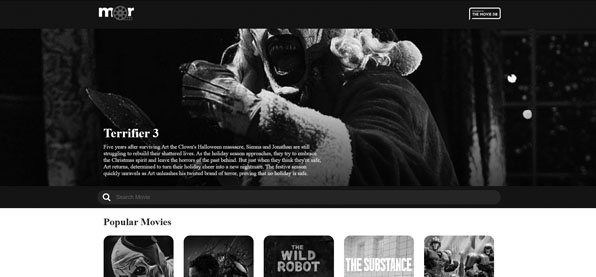 mor
THE MOVIE DB
Terrifier 3
Five years after surviving Art the Clown's Halloween massacre, Sienna and Jonathan are still
struggling to rebuild their shattered lives. As the holiday season approaches, they try to embrace
the Christmas spirit and leave the horrors of the past behind. But just when they think they're safe,
Art returns, determined to turn their holiday cheer into a new nightmare. The festive season
quickly unravels as Art unleashes his twisted brand of terror, proving that no holiday is safe.
Search Movie
Popular Movies
THE
WILD
ROBOT
THE SUBSTANCE